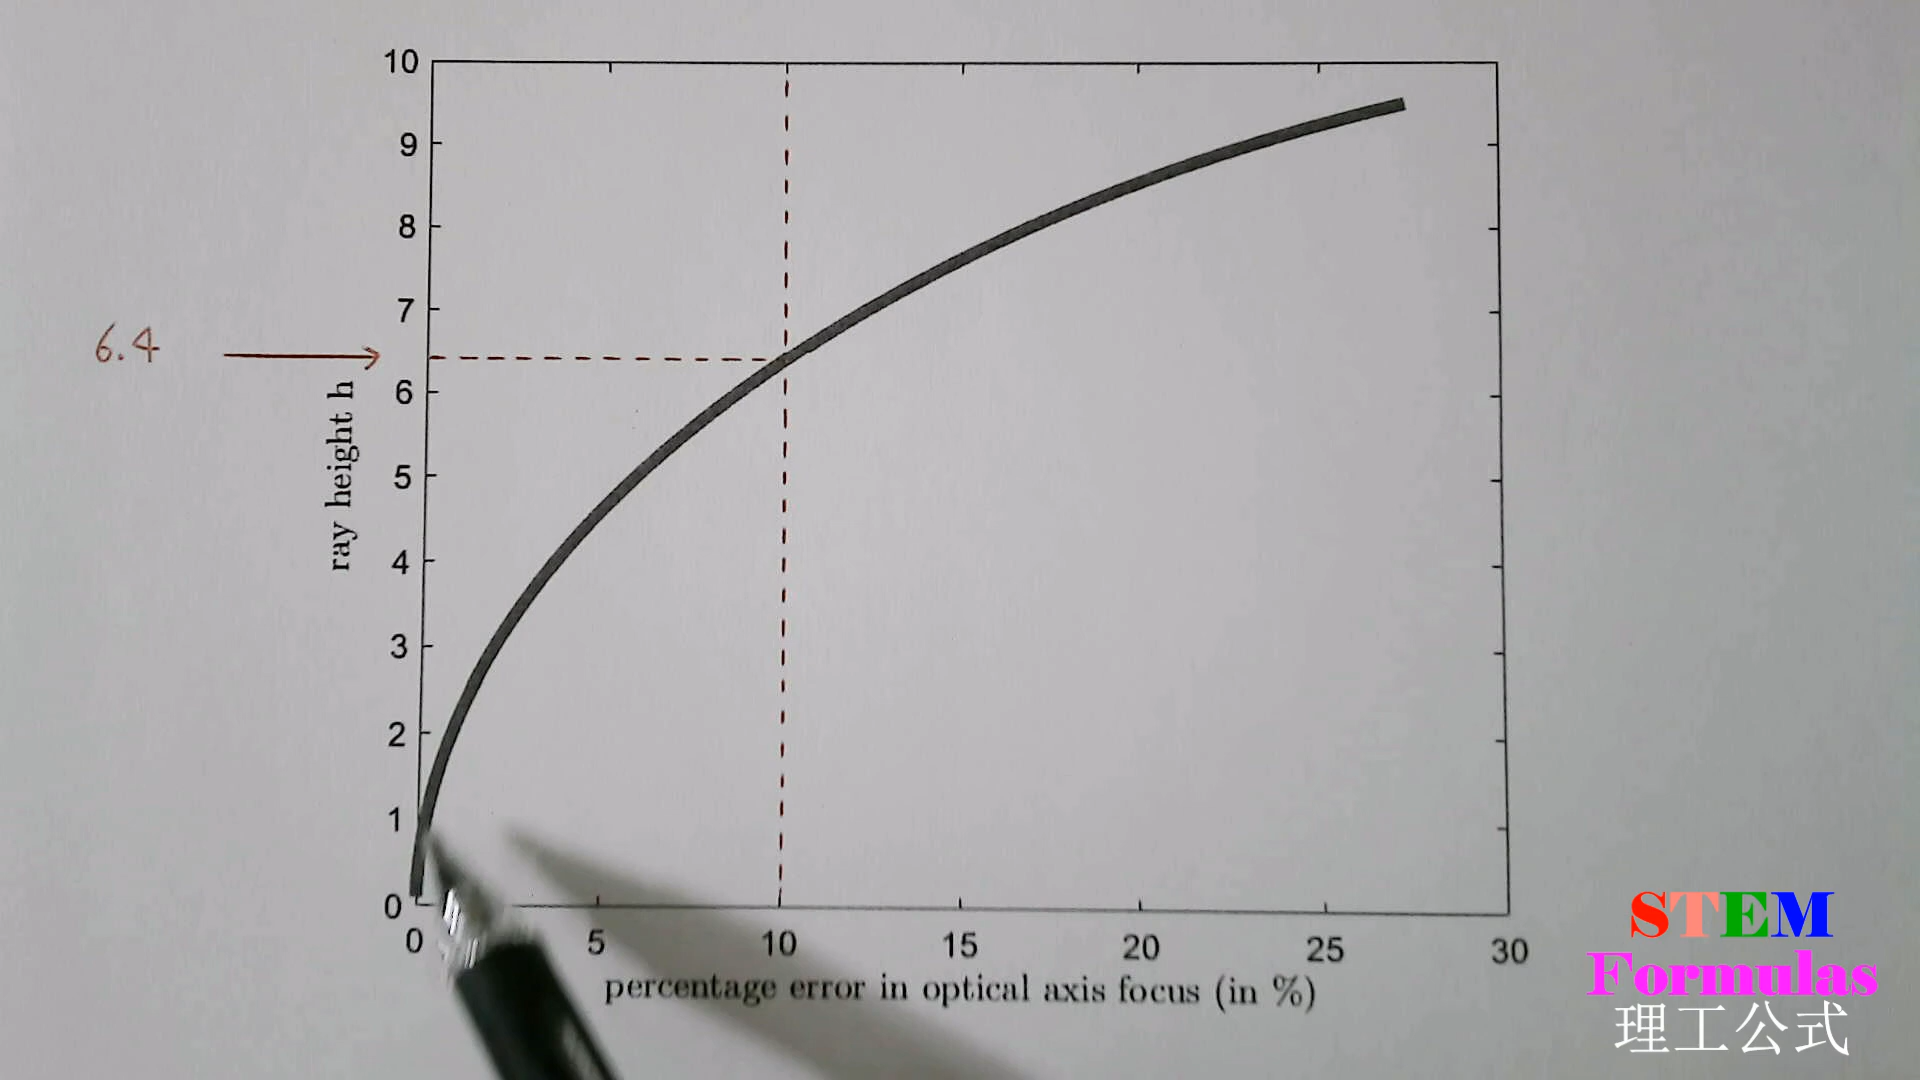 10
9
8
7
6.4
6
5
4
3
2
1
0
ray height h
0 5 10 15 20 25 30
percentage error in optical axis focus (in %)
STEM
Formulas
理工公式